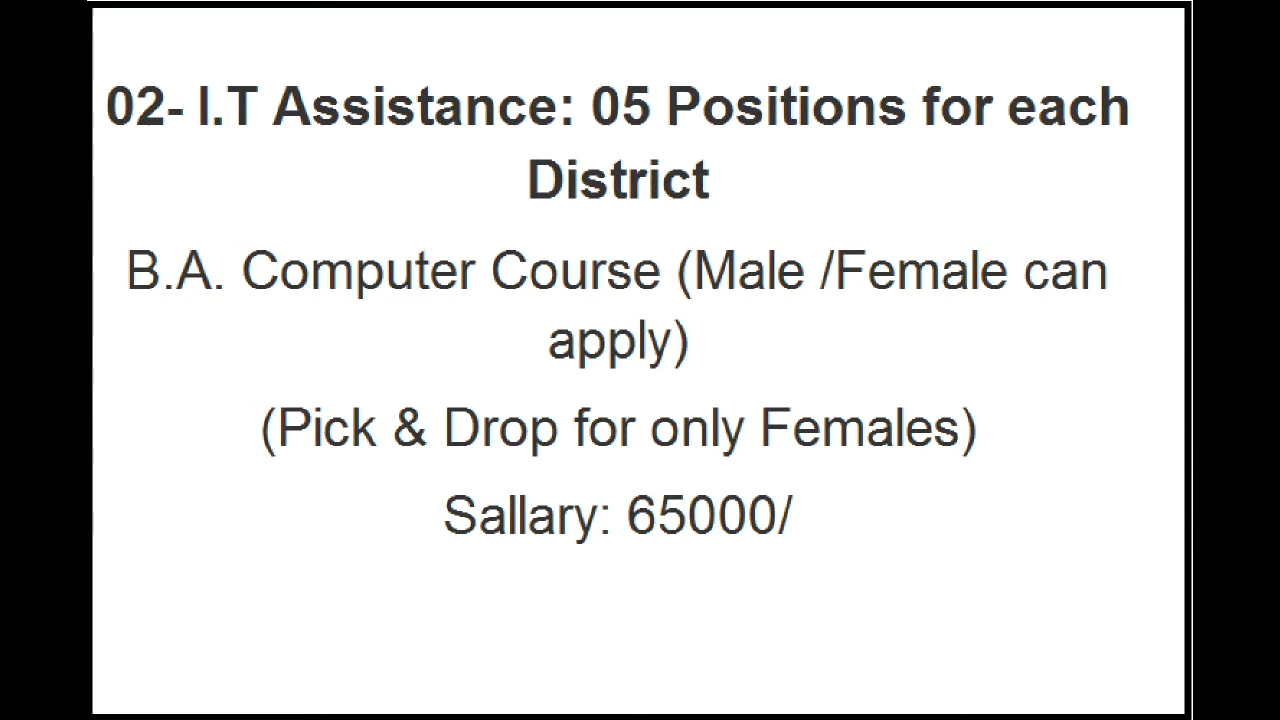 02- I.T Assistance: 05 Positions for each
District
B.A. Computer Course (Male /Female can
apply)
(Pick & Drop for only Females)
Sallary: 65000/